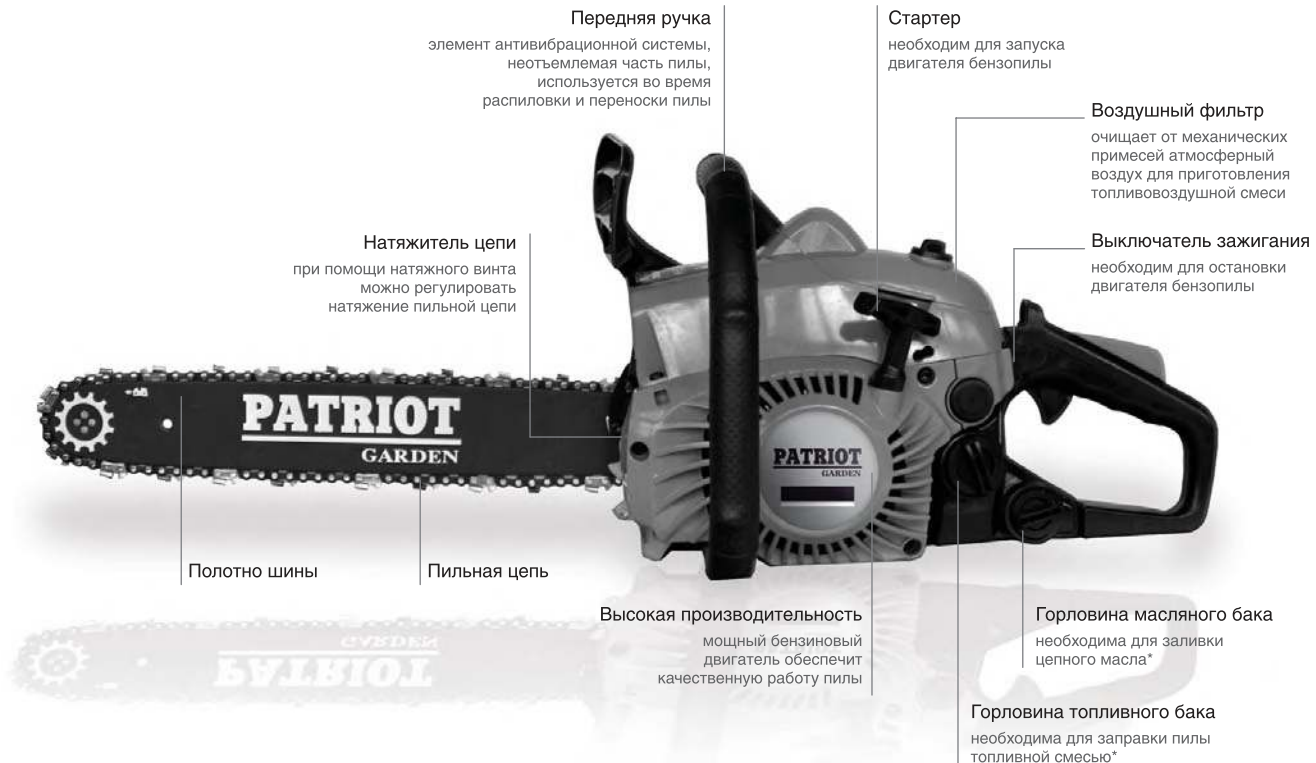 Передняя ручка
элемент антивибрационной системы,
неотъемлемая часть пилы,
используется во время
распиловки и переноски пилы
Стартер
необходим для запуска
двигателя бензопилы
Воздушный фильтр
очищает от механических
примесей атмосферный
воздух для приготовления
топливовоздушной смеси
Натяжитель цепи
при помощи натяжного винта
можно регулировать
натяжение пильной цепи
Выключатель зажигания
необходим для остановки
двигателя бензопилы
PATRIOT
GARDEN
PATRIOT
GARDEN
Полотно шины
Пильная цепь
Высокая производительность
мощный бензиновый
двигатель обеспечит
качественную работу пилы
Горловина масляного бака
необходима для заливки
цепного масла*
Горловина топливного бака
необходима для заправки пилы
топливной смесью*